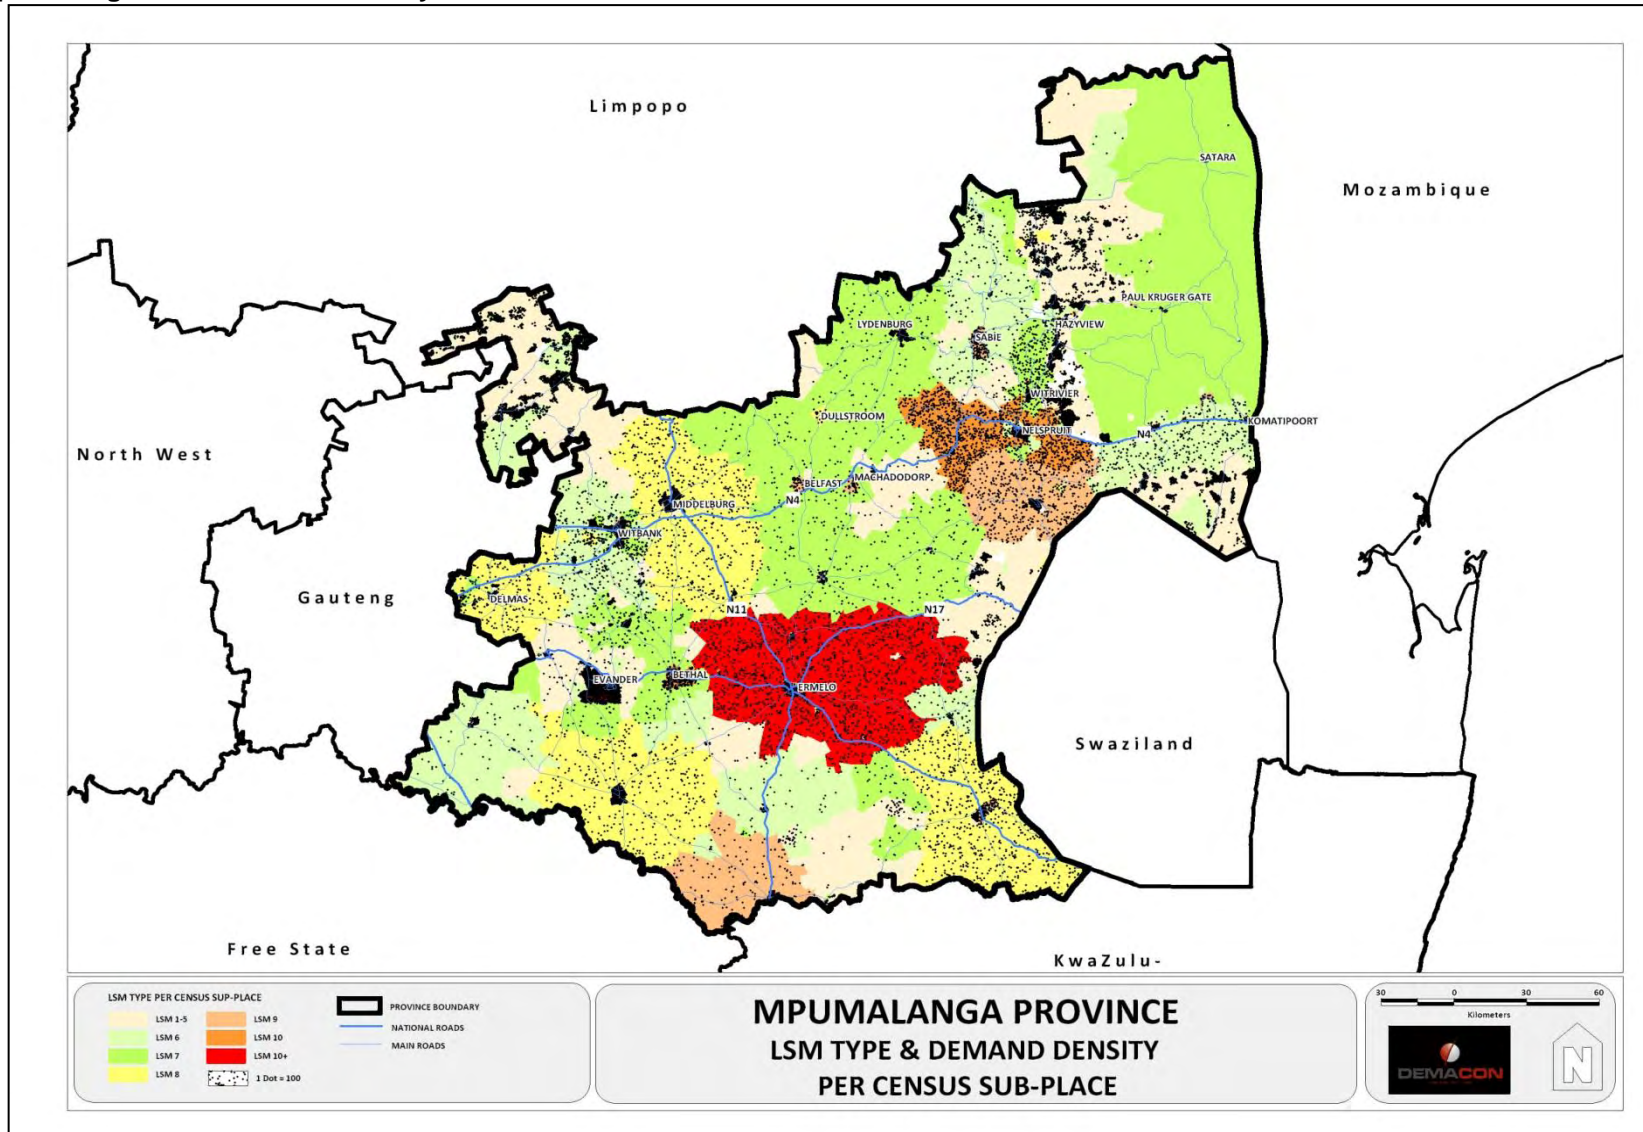 Limpopo
SATARA
Mozambique
PAUL KRUGER GATE
LYDENBURG
HAZYVIEW
SABIE
WITRIVIER
DULLSTROOM
NELSPRUIT
KOMATIPOORT
N4
North West
MACHADODORP
BELFAST
N4
MIDDELBURG
WITBANK
Gauteng
DELMAS
N11
N17
EVANDER
BETHAL
ERMELO
Swaziland
Free State
KwaZulu-
LSM TYPE PER CENSUS SUP-PLACE
LSM 1-5
LSM 6
LSM 7
LSM 8
LSM 9
LSM 10
LSM 10+
1 Dot = 100
PROVINCE BOUNDARY
NATIONAL ROADS
MAIN ROADS
MPUMALANGA PROVINCE
LSM TYPE & DEMAND DENSITY
PER CENSUS SUB-PLACE
30 0 30 60
Kilometers
DEMACON
N